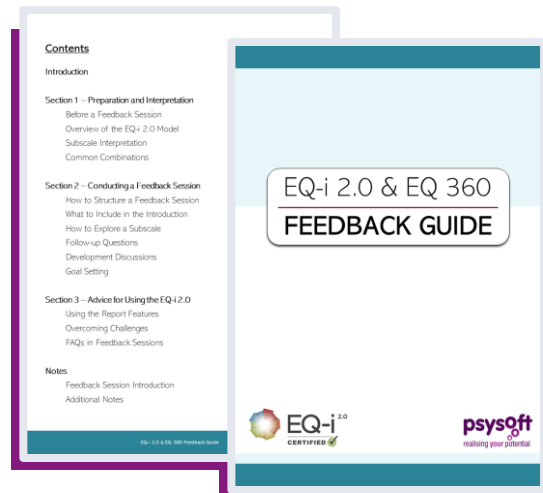 Contents
Introduction
Section 1 – Preparation and Interpretation
Before a Feedback Session
Overview of the EQ-i 2.0 Model
Subscale Interpretation
Common Combinations
Section 2 – Conducting a Feedback Session
How to Structure a Feedback Session
What to Include in the Introduction
How to Explore a Subscale
Follow-up Questions
Development Discussions
Goal Setting
Section 3 – Advice for Using the EQ-i 2.0
Using the Report Features
Overcoming Challenges
FAQs in Feedback Sessions
Notes
Feedback Session Introduction
Additional Notes
EQ-i 2.0 & EQ 360 Feedback Guide
EQ-i 2.0 & EQ 360
FEEDBACK GUIDE
EQ-i 2.0
CERTIFIED
psysoft
realising your potential